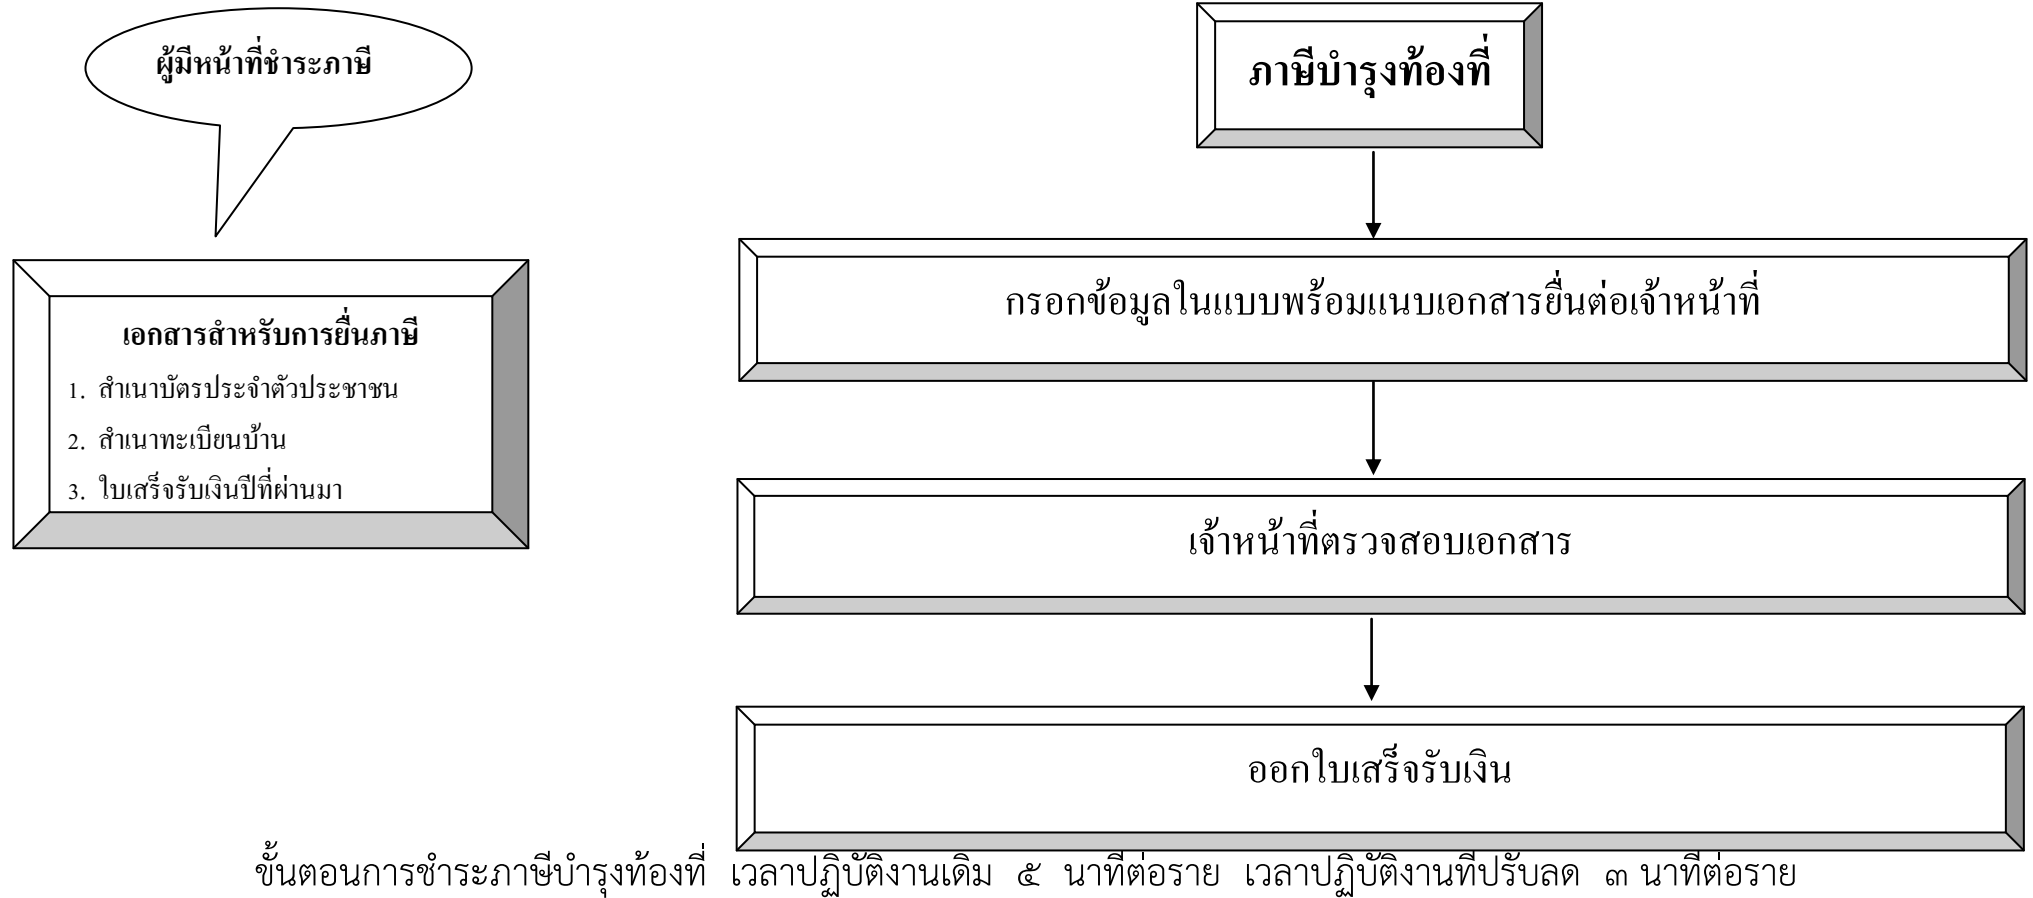 ผู้มีหน้าที่ชำระภาษี
ภาษีบำรุงท้องที่
กรอกข้อมูลในแบบพร้อมแนบเอกสารยื่นต่อเจ้าหน้าที่
เอกสารสำหรับการยื่นภาษี
1. สำเนาบัตรประจำตัวประชาชน
2. สำเนาทะเบียนบ้าน
3. ใบเสร็จรับเงินปีที่ผ่านมา
เจ้าหน้าที่ตรวจสอบเอกสาร
ออกใบเสร็จรับเงิน
ขั้นตอนการชำระภาษีบำรุงท้องที่ เวลาปฏิบัติงานเดิม ๕ นาทีต่อราย เวลาปฏิบัติงานที่ปรับลด ๓ นาทีต่อราย